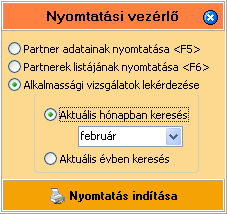 Nyomtatási vezérlő
Partner adatainak nyomtatása <F5>
Partnerek listájának nyomtatása <F6>
Alkalmassági vizsgálatok lekérdezése
Aktuális hónapban keresés
február
Aktuális évben keresés
Nyomtatás indítása